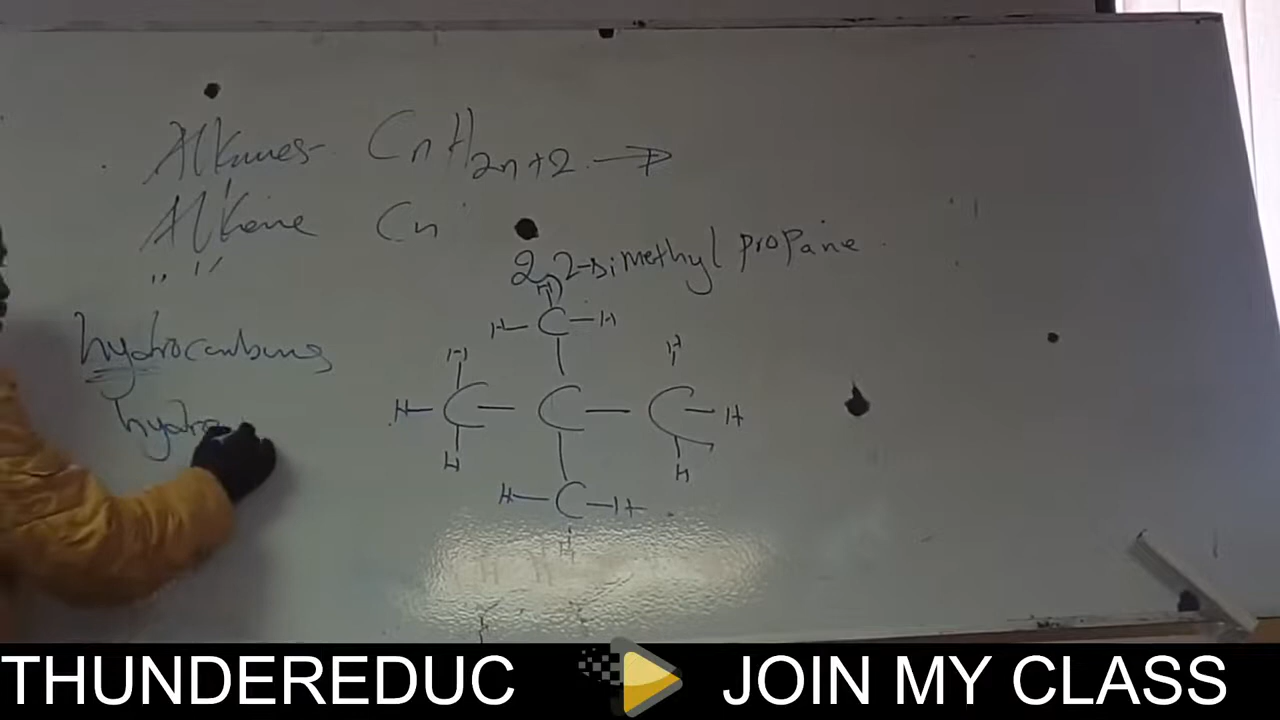 Alkanes- CnH2n+2 →
Alkene Cn
" "
2,2-Dimethyl propane
hydrocarbons
hydro
H
H-C-H
H H
H-C-C-C-H
H H
H-C-H
H
THUNDEREDUC JOIN MY CLASS